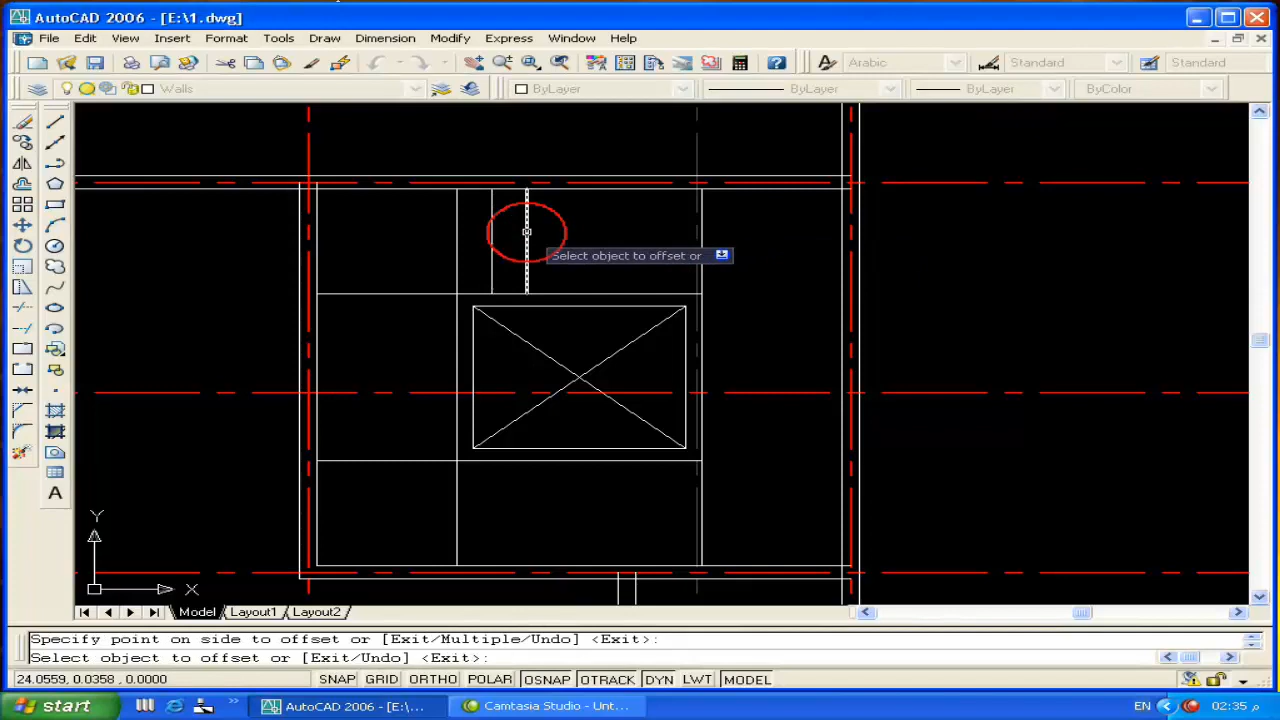 AutoCAD 2006 - [E:\1.dwg]
File Edit View Insert Format Tools Draw Dimension Modify Express Window Help
Arabic Standard Standard
Walls ByLayer ByLayer ByLayer ByColor
Select object to offset or
Y
X
A
Model Layout1 Layout2
Specify point on side to offset or [Exit/Multiple/Undo] <Exit>:
Select object to offset or [Exit/Undo] <Exit>:
24.0559, 0.0358 , 0.0000 SNAP GRID ORTHO POLAR OSNAP OTRACK DYN LWT MODEL
start AutoCAD 2006 - [E:\... Camtasia Studio - Unt... EN 02:35 م